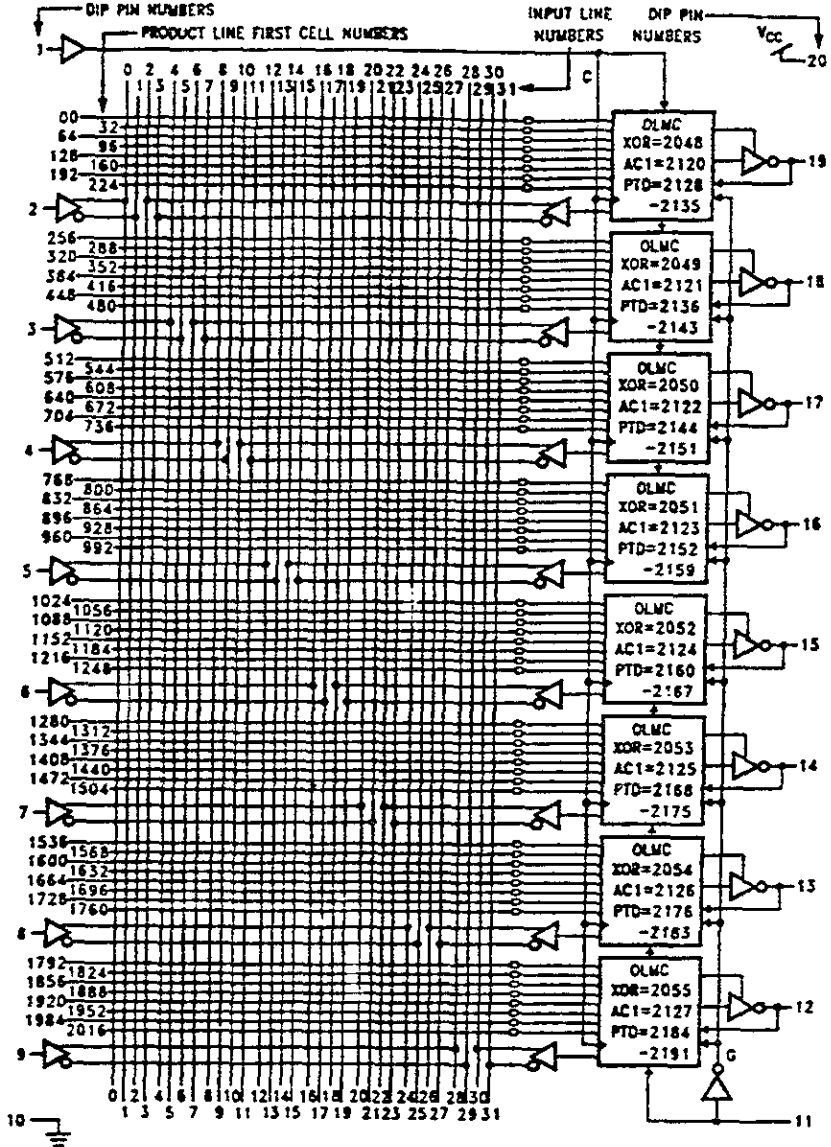 DIP PIN NUMBERS
INPUT LINE NUMBERS
DIP PIN NUMBERS
PRODUCT LINE FIRST CELL NUMBERS
1
VCC
20
0 2 4 6 8 10 12 14 16 18 20 22 24 26 28 30
1 3 5 7 9 11 13 15 17 19 21 23 25 27 29 31
C
00
32
64
96
128
160
192
224
OLMC
XOR=2048
AC1=2120
PTD=2128
-2135
19
2
256
288
320
352
384
416
448
480
OLMC
XOR=2049
AC1=2121
PTD=2136
-2143
18
3
512
544
576
608
640
672
704
736
OLMC
XOR=2050
AC1=2122
PTD=2144
-2151
17
4
768
800
832
864
896
928
960
992
OLMC
XOR=2051
AC1=2123
PTD=2152
-2159
16
5
1024
1056
1088
1120
1152
1184
1216
1248
OLMC
XOR=2052
AC1=2124
PTD=2160
-2167
15
6
1280
1312
1344
1376
1408
1440
1472
1504
OLMC
XOR=2053
AC1=2125
PTD=2168
-2175
14
7
1536
1568
1600
1632
1664
1696
1728
1760
OLMC
XOR=2054
AC1=2126
PTD=2176
-2183
13
8
1792
1824
1856
1888
1920
1952
1984
2016
OLMC
XOR=2055
AC1=2127
PTD=2184
-2191
12
9
G
0 2 4 6 8 10 12 14 16 18 20 22 24 26 28 30
1 3 5 7 9 11 13 15 17 19 21 23 25 27 29 31
10
11